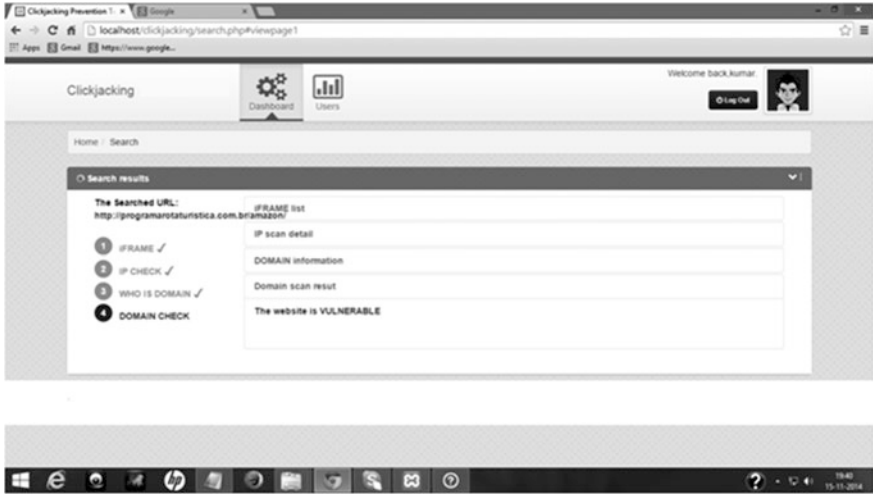 Clickjacking Prevention T
Google
localhost/clickjacking/search.php#viewpage1
Apps
Gmail
https://www.google...
Clickjacking
Dashboard
Users
Welcome back,kumar
Log Out
Home / Search
Search results
The Searched URL:
http://programarotaturistica.com.br/amazon/
1 iFRAME ✓
2 IP CHECK ✓
3 WHO IS DOMAIN ✓
4 DOMAIN CHECK
iFRAME list
IP scan detail
DOMAIN information
Domain scan resut
The website is VULNERABLE
19:40
15-11-2014